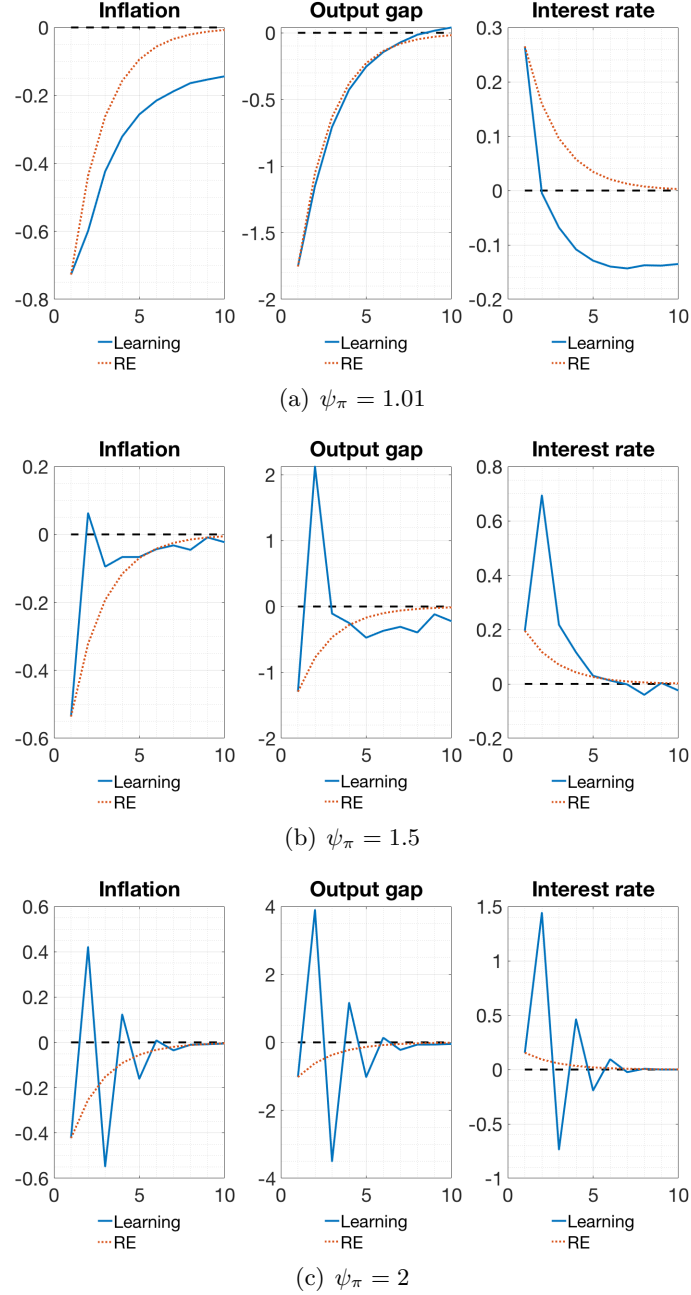 Inflation
0
-0.2
-0.4
-0.6
-0.8
0 5 10
Learning
RE
Output gap
0
-0.5
-1
-1.5
-2
0 5 10
Learning
RE
Interest rate
0.3
0.2
0.1
0
-0.1
-0.2
0 5 10
Learning
RE
(a) ψπ = 1.01
Inflation
0.2
0
-0.2
-0.4
-0.6
0 5 10
Learning
RE
Output gap
2
1
0
-1
-2
0 5 10
Learning
RE
Interest rate
0.8
0.6
0.4
0.2
0
-0.2
0 5 10
Learning
RE
(b) ψπ = 1.5
Inflation
0.6
0.4
0.2
0
-0.2
-0.4
-0.6
0 5 10
Learning
RE
Output gap
4
2
0
-2
-4
0 5 10
Learning
RE
Interest rate
1.5
1
0.5
0
-0.5
-1
0 5 10
Learning
RE
(c) ψπ = 2